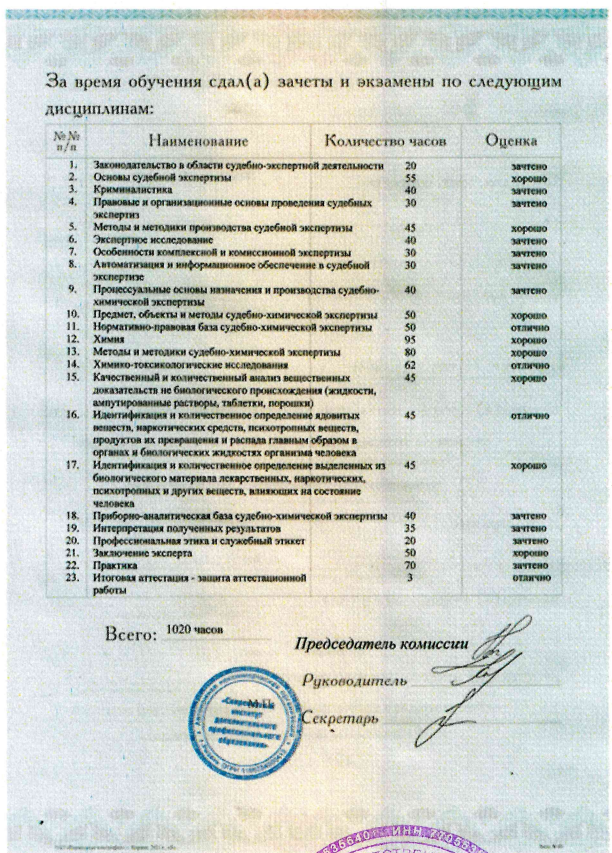 За время обучения сдал(а) зачеты и экзамены по следующим
дисциплинам:
№№ п/п Наименование Количество часов Оценка
1. Законодательство в области судебно-экспертной деятельности 20 зачтено
2. Основы судебной экспертизы 55 хорошо
3. Криминалистика 40 зачтено
4. Правовые и организационные основы проведения судебных 30 зачтено
экспертиз
5. Методы и методики производства судебной экспертизы 45 хорошо
6. Экспертное исследование 40 зачтено
7. Особенности комплексной и комиссионной экспертизы 30 зачтено
8. Автоматизация и информационное обеспечение в судебной 30 зачтено
экспертизе
9. Процессуальные основы назначения и производства судебно- 40 зачтено
химической экспертизы
10. Предмет, объекты и методы судебно-химической экспертизы 50 хорошо
11. Нормативно-правовая база судебно-химической экспертизы 50 отлично
12. Химия 95 хорошо
13. Методы и методики судебно-химической экспертизы 80 хорошо
14. Химико-токсикологические исследования 62 отлично
15. Качественный и количественный анализ вещественных 45 хорошо
доказательств не биологического происхождения (жидкости,
ампутированные растворы, таблетки, порошки)
16. Идентификация и количественное определение ядовитых 45 отлично
веществ, наркотических средств, психотропных веществ,
продуктов их превращения и распада главным образом в
органах и биологических жидкостях организма человека
17. Идентификация и количественное определение выделенных из 45 хорошо
биологического материала лекарственных, наркотических,
психотропных и других веществ, влияющих на состояние
человека
18. Приборно-аналитическая база судебно-химической экспертизы 40 зачтено
19. Интерпретация полученных результатов 35 зачтено
20. Профессиональная этика и служебный этикет 20 зачтено
21. Заключение эксперта 50 хорошо
22. Практика 70 зачтено
23. Итоговая аттестация - защита аттестационной 3 отлично
работы
Всего: 1020 часов
Председатель комиссии
Руководитель
М.П.
Секретарь
институт
дополнительного
профессионального
образования»
ИНН